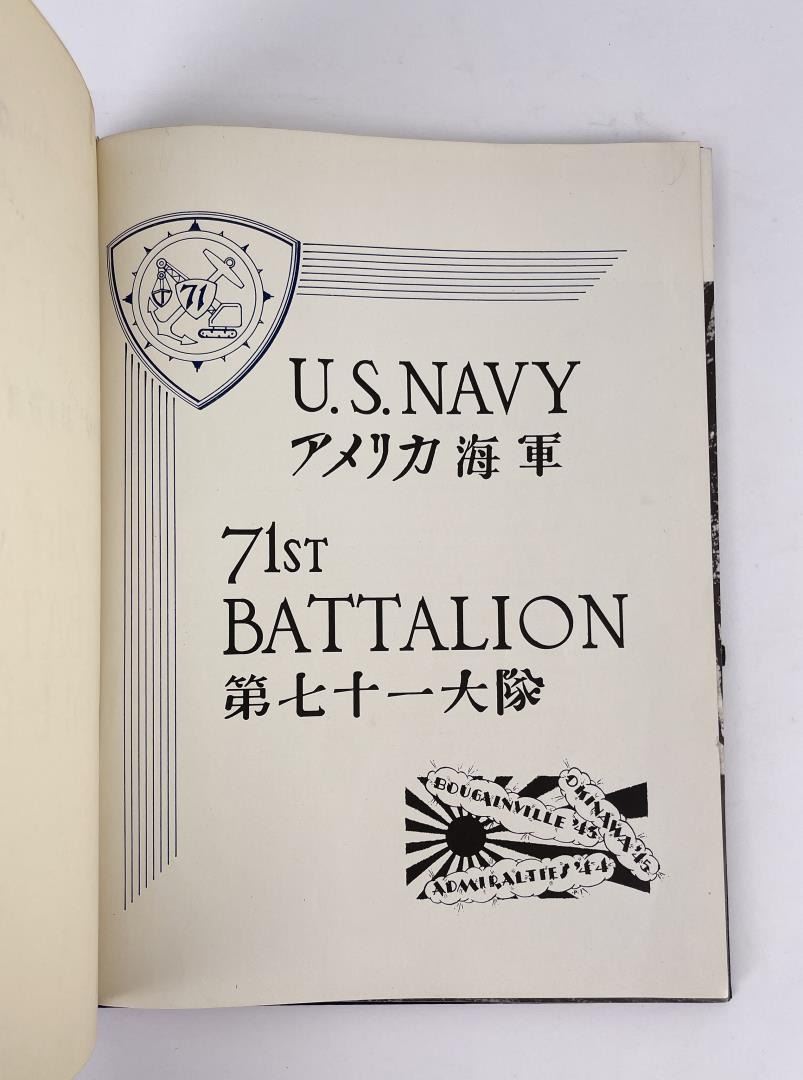 71
U.S. NAVY
アメリカ海軍
71ST
BATTALION
第七十一大隊
BOUGAINVILLE '43
OKINAWA '45
ADMIRALTIES '44